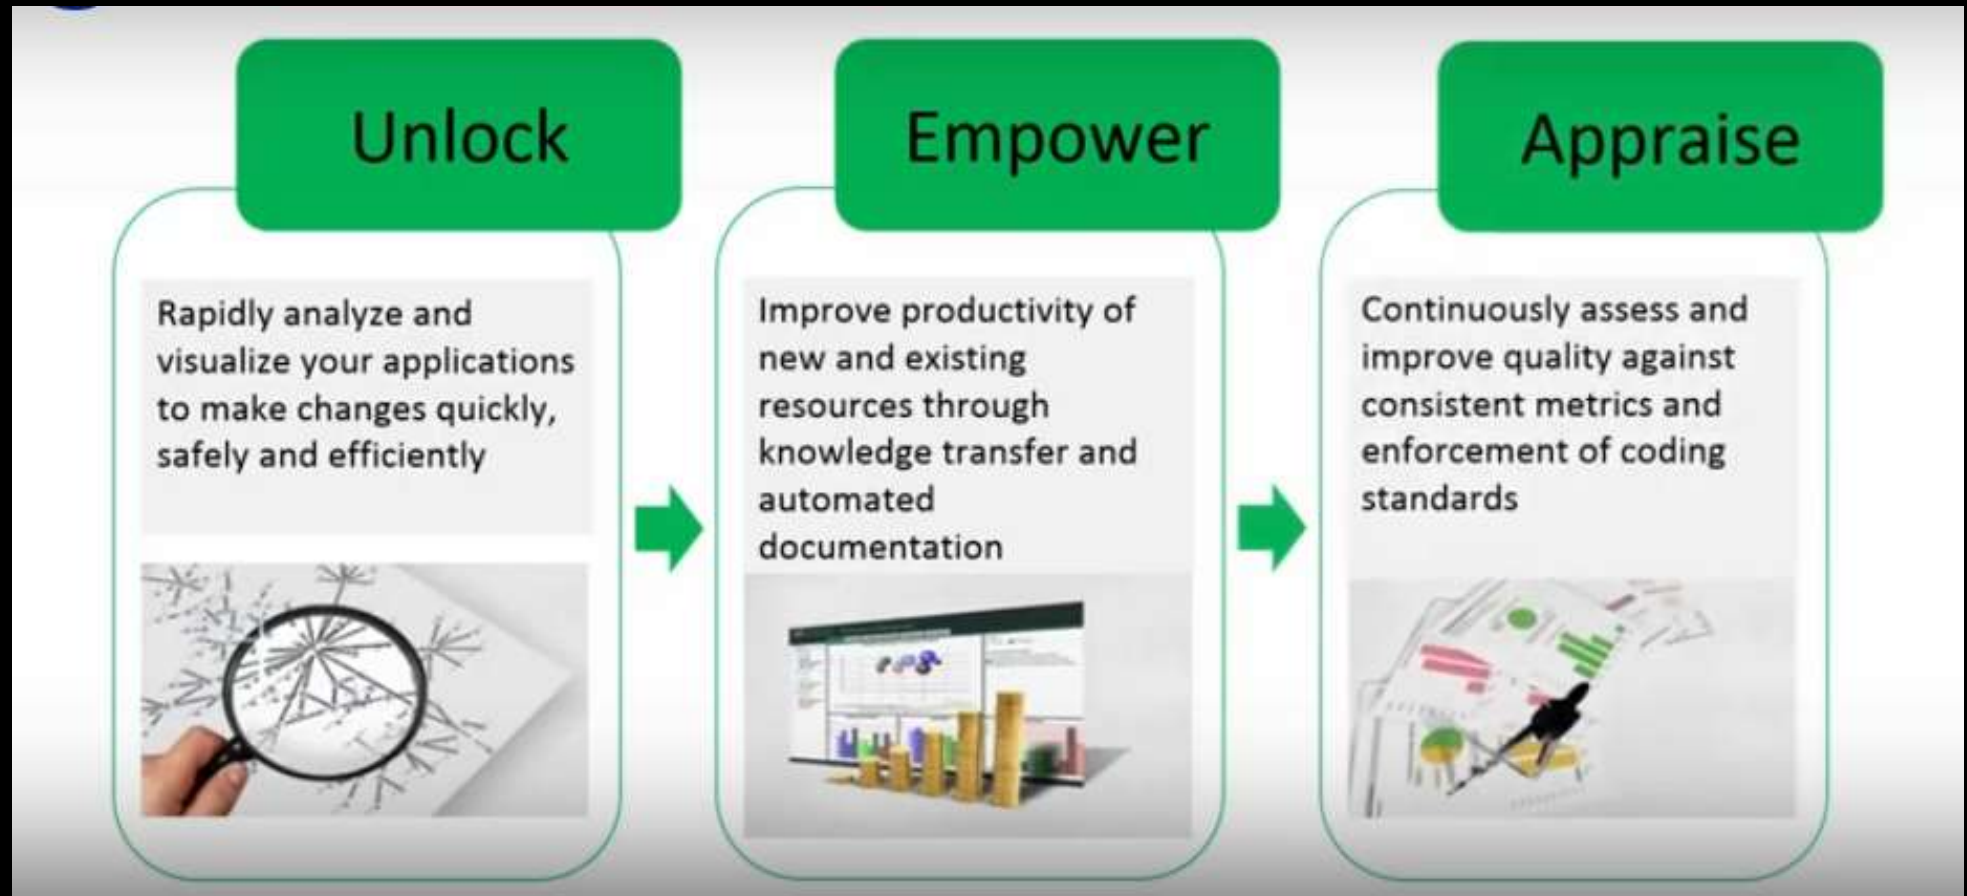 Unlock
Rapidly analyze and
visualize your applications
to make changes quickly,
safely and efficiently
Empower
Improve productivity of
new and existing
resources through
knowledge transfer and
automated
documentation
Appraise
Continuously assess and
improve quality against
consistent metrics and
enforcement of coding
standards